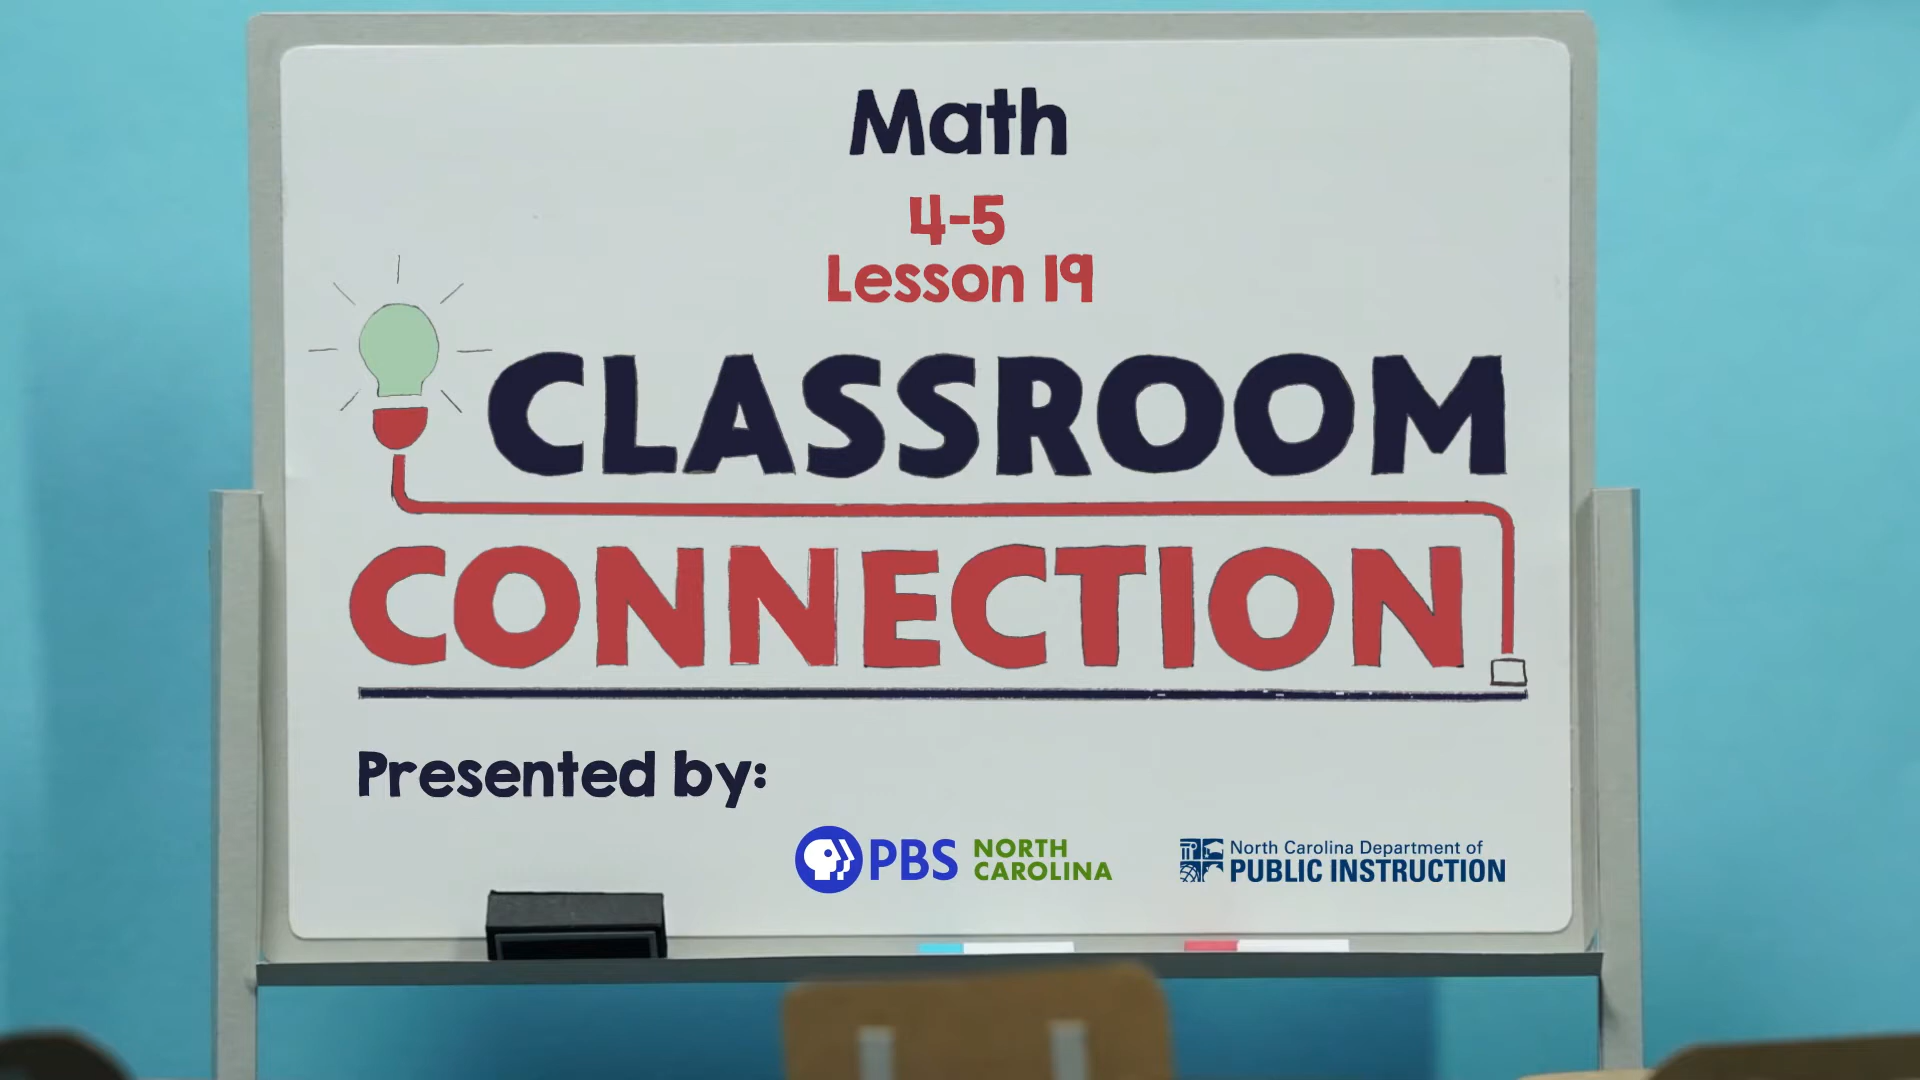 Math
4-5
Lesson 19
CLASSROOM
CONNECTION
Presented by:
PBS NORTH CAROLINA
North Carolina Department of
PUBLIC INSTRUCTION